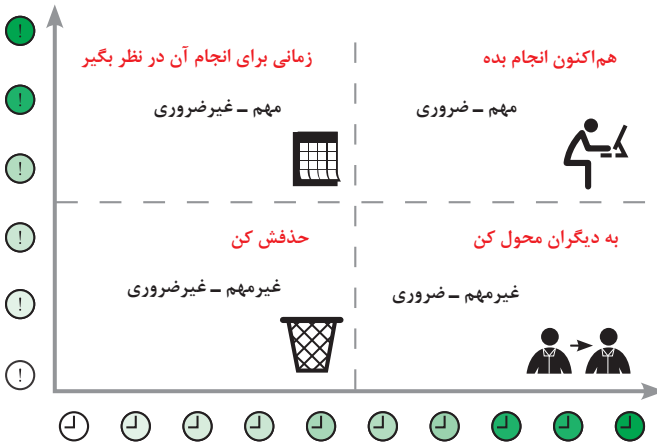 هم‌اکنون انجام بده
زمانی برای انجام آن در نظر بگیر
مهم ـ ضروری
مهم ـ غیرضروری
به دیگران محول کن
حذفش کن
غیرمهم ـ ضروری
غیرمهم ـ غیرضروری
!
!
!
!
!
!